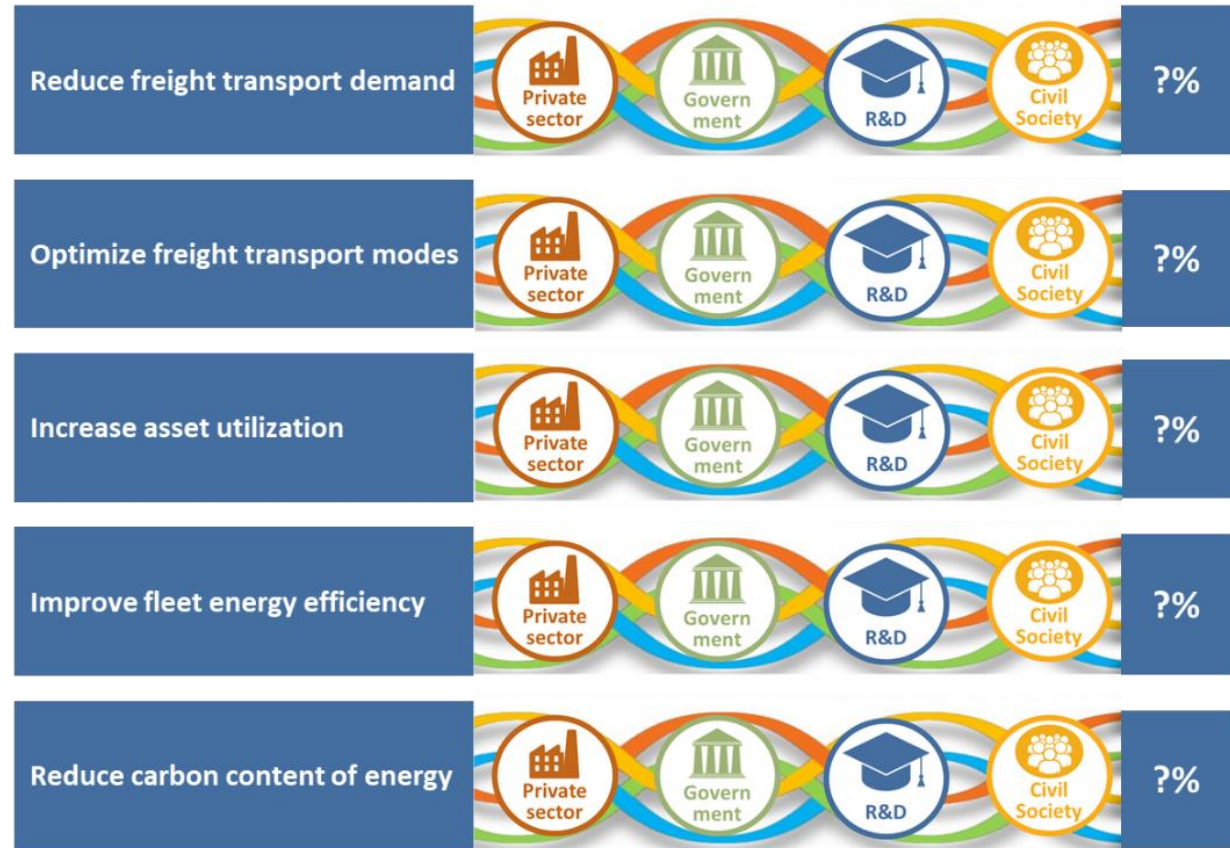 Reduce freight transport demand
Private
sector
Govern
ment
R&D
Civil
Society
?%
Optimize freight transport modes
Private
sector
Govern
ment
R&D
Civil
Society
?%
Increase asset utilization
Private
sector
Govern
ment
R&D
Civil
Society
?%
Improve fleet energy efficiency
Private
sector
Govern
ment
R&D
Civil
Society
?%
Reduce carbon content of energy
Private
sector
Govern
ment
R&D
Civil
Society
?%